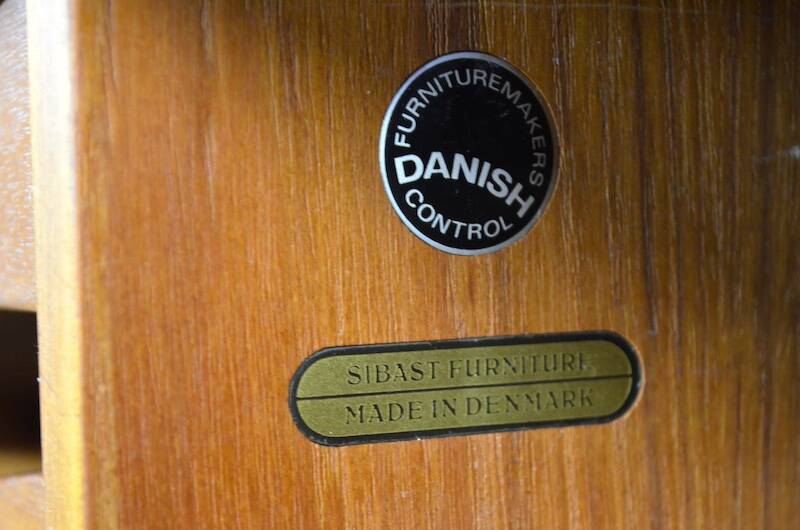 FURNITUREMAKERS
DANISH
CONTROL
SIBAST FURNITURE
MADE IN DENMARK